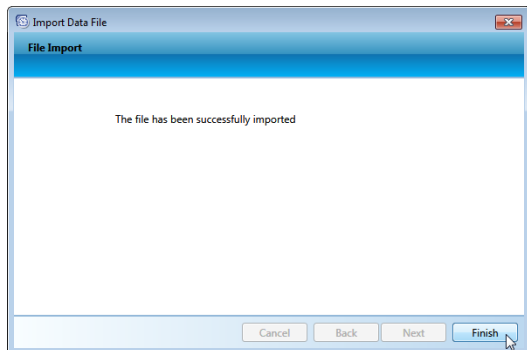 Import Data File
File Import
The file has been successfully imported
Cancel
Back
Next
Finish